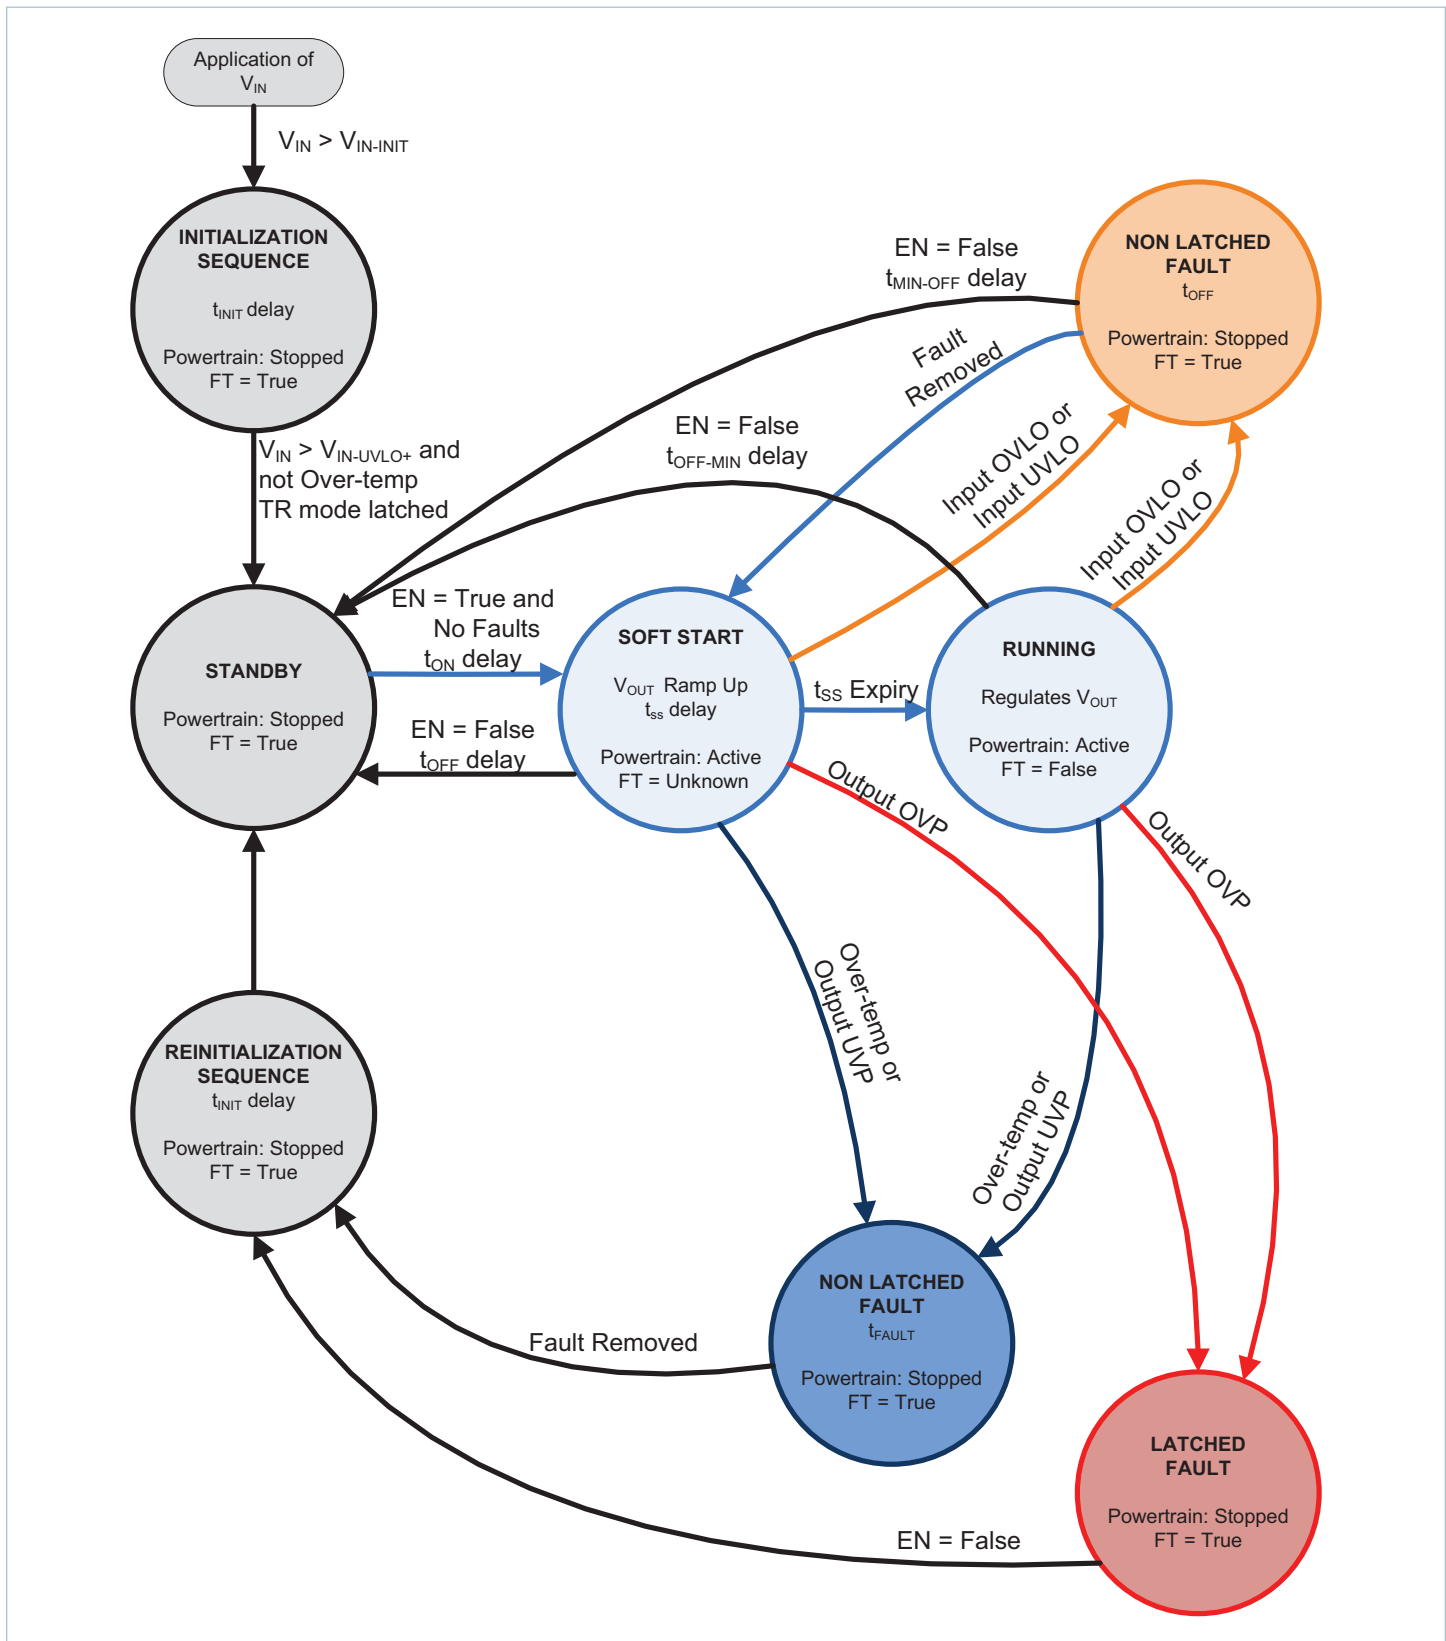 Application of
VIN
VIN > VIN-INIT
INITIALIZATION
SEQUENCE
tINIT delay
Powertrain: Stopped
FT = True
VIN > VIN-UVLO+ and
not Over-temp
TR mode latched
EN = False
tMIN-OFF delay
NON LATCHED
FAULT
tOFF
Powertrain: Stopped
FT = True
Fault
Removed
EN = False
tOFF-MIN delay
Input OVLO or
Input UVLO
Input OVLO or
Input UVLO
STANDBY
Powertrain: Stopped
FT = True
EN = True and
No Faults
tON delay
EN = False
tOFF delay
SOFT START
VOUT Ramp Up
tss delay
Powertrain: Active
FT = Unknown
tSS Expiry
RUNNING
Regulates VOUT
Powertrain: Active
FT = False
Output OVP
Output OVP
Over-temp or
Output UVP
Over-temp or
Output UVP
REINITIALIZATION
SEQUENCE
tINIT delay
Powertrain: Stopped
FT = True
Fault Removed
NON LATCHED
FAULT
tFAULT
Powertrain: Stopped
FT = True
EN = False
LATCHED
FAULT
Powertrain: Stopped
FT = True